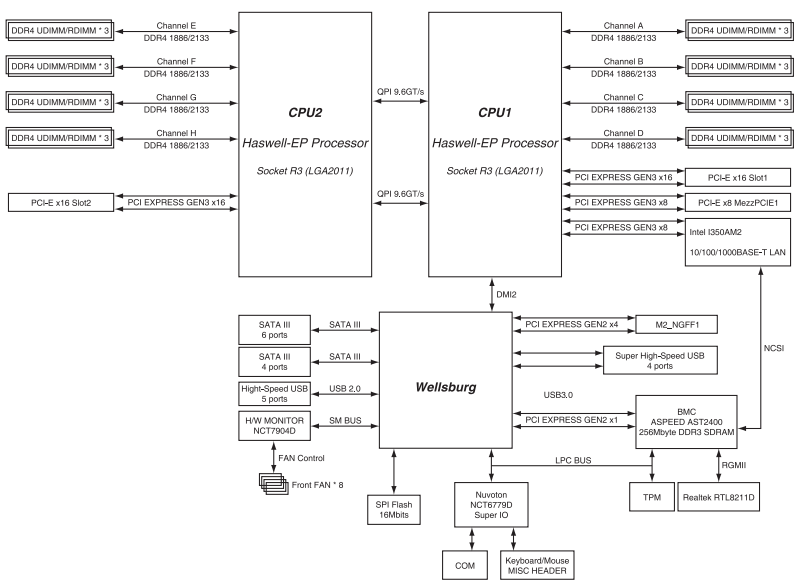 DDR4 UDIMM/RDIMM * 3
Channel E
DDR4 1886/2133
DDR4 UDIMM/RDIMM * 3
Channel F
DDR4 1886/2133
DDR4 UDIMM/RDIMM * 3
Channel G
DDR4 1886/2133
DDR4 UDIMM/RDIMM * 3
Channel H
DDR4 1886/2133
PCI-E x16 Slot2
PCI EXPRESS GEN3 x16
CPU2
Haswell-EP Processor
Socket R3 (LGA2011)
QPI 9.6GT/s
QPI 9.6GT/s
CPU1
Haswell-EP Processor
Socket R3 (LGA2011)
Channel A
DDR4 1886/2133
DDR4 UDIMM/RDIMM * 3
Channel B
DDR4 1886/2133
DDR4 UDIMM/RDIMM * 3
Channel C
DDR4 1886/2133
DDR4 UDIMM/RDIMM * 3
Channel D
DDR4 1886/2133
DDR4 UDIMM/RDIMM * 3
PCI EXPRESS GEN3 x16
PCI-E x16 Slot1
PCI EXPRESS GEN3 x8
PCI-E x8 MezzPCIE1
PCI EXPRESS GEN3 x8
Intel I350AM2
10/100/1000BASE-T LAN
DMI2
NCSI
SATA III
6 ports
SATA III
SATA III
4 ports
SATA III
Hight-Speed USB
5 ports
USB 2.0
H/W MONITOR
NCT7904D
SM BUS
FAN Control
Front FAN * 8
Wellsburg
PCI EXPRESS GEN2 x4
M2_NGFF1
Super High-Speed USB
4 ports
USB3.0
PCI EXPRESS GEN2 x1
BMC
ASPEED AST2400
256Mbyte DDR3 SDRAM
LPC BUS
RGMII
SPI Flash
16Mbits
Nuvoton
NCT6779D
Super IO
TPM
Realtek RTL8211D
COM
Keyboard/Mouse
MISC HEADER